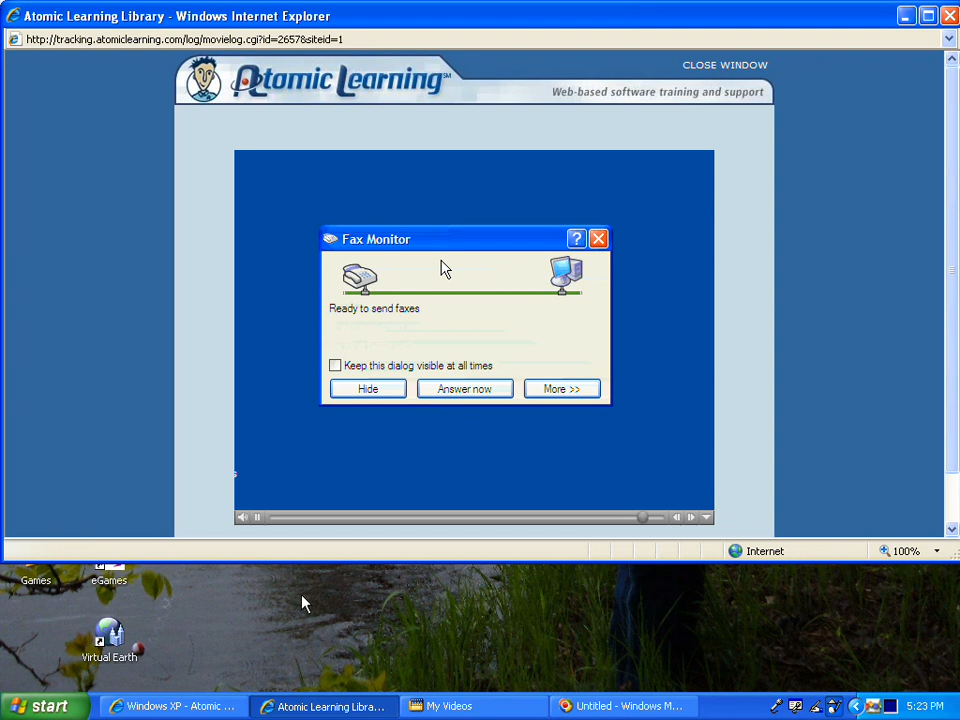 Atomic Learning Library - Windows Internet Explorer
http://tracking.atomiclearning.com/log/movielog.cgi?id=2657&siteid=1
CLOSE WINDOW
Atomic Learning SM
Web-based software training and support
Fax Monitor
Ready to send faxes
Keep this dialog visible at all times
Hide
Answer now
More >>
s
Internet
100%
Games
eGames
Virtual Earth
start
Windows XP - Atomic ...
Atomic Learning Libra...
My Videos
Untitled - Windows M...
5:23 PM